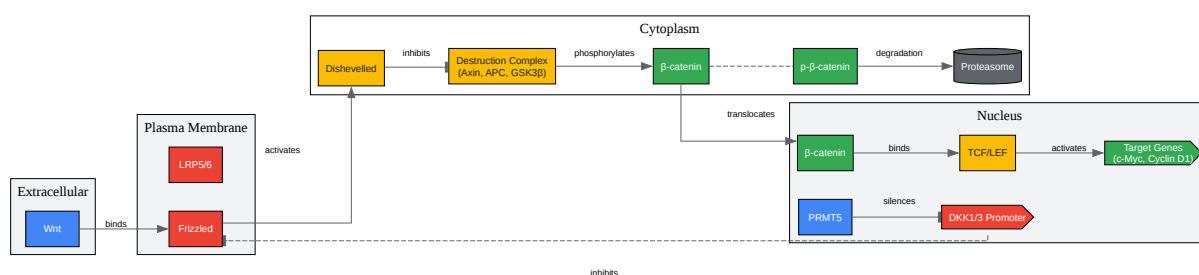 Cytoplasm
inhibits
phosphorylates
degradation
Dishevelled
Destruction Complex
(Axin, APC, GSK3β)
β-catenin
p-β-catenin
Proteasome
Plasma Membrane
translocates
Nucleus
LRP5/6
activates
β-catenin
binds
TCF/LEF
activates
Target Genes
(c-Myc, Cyclin D1)
Extracellular
Wnt
binds
Frizzled
PRMT5
silences
DKK1/3 Promoter
inhibits